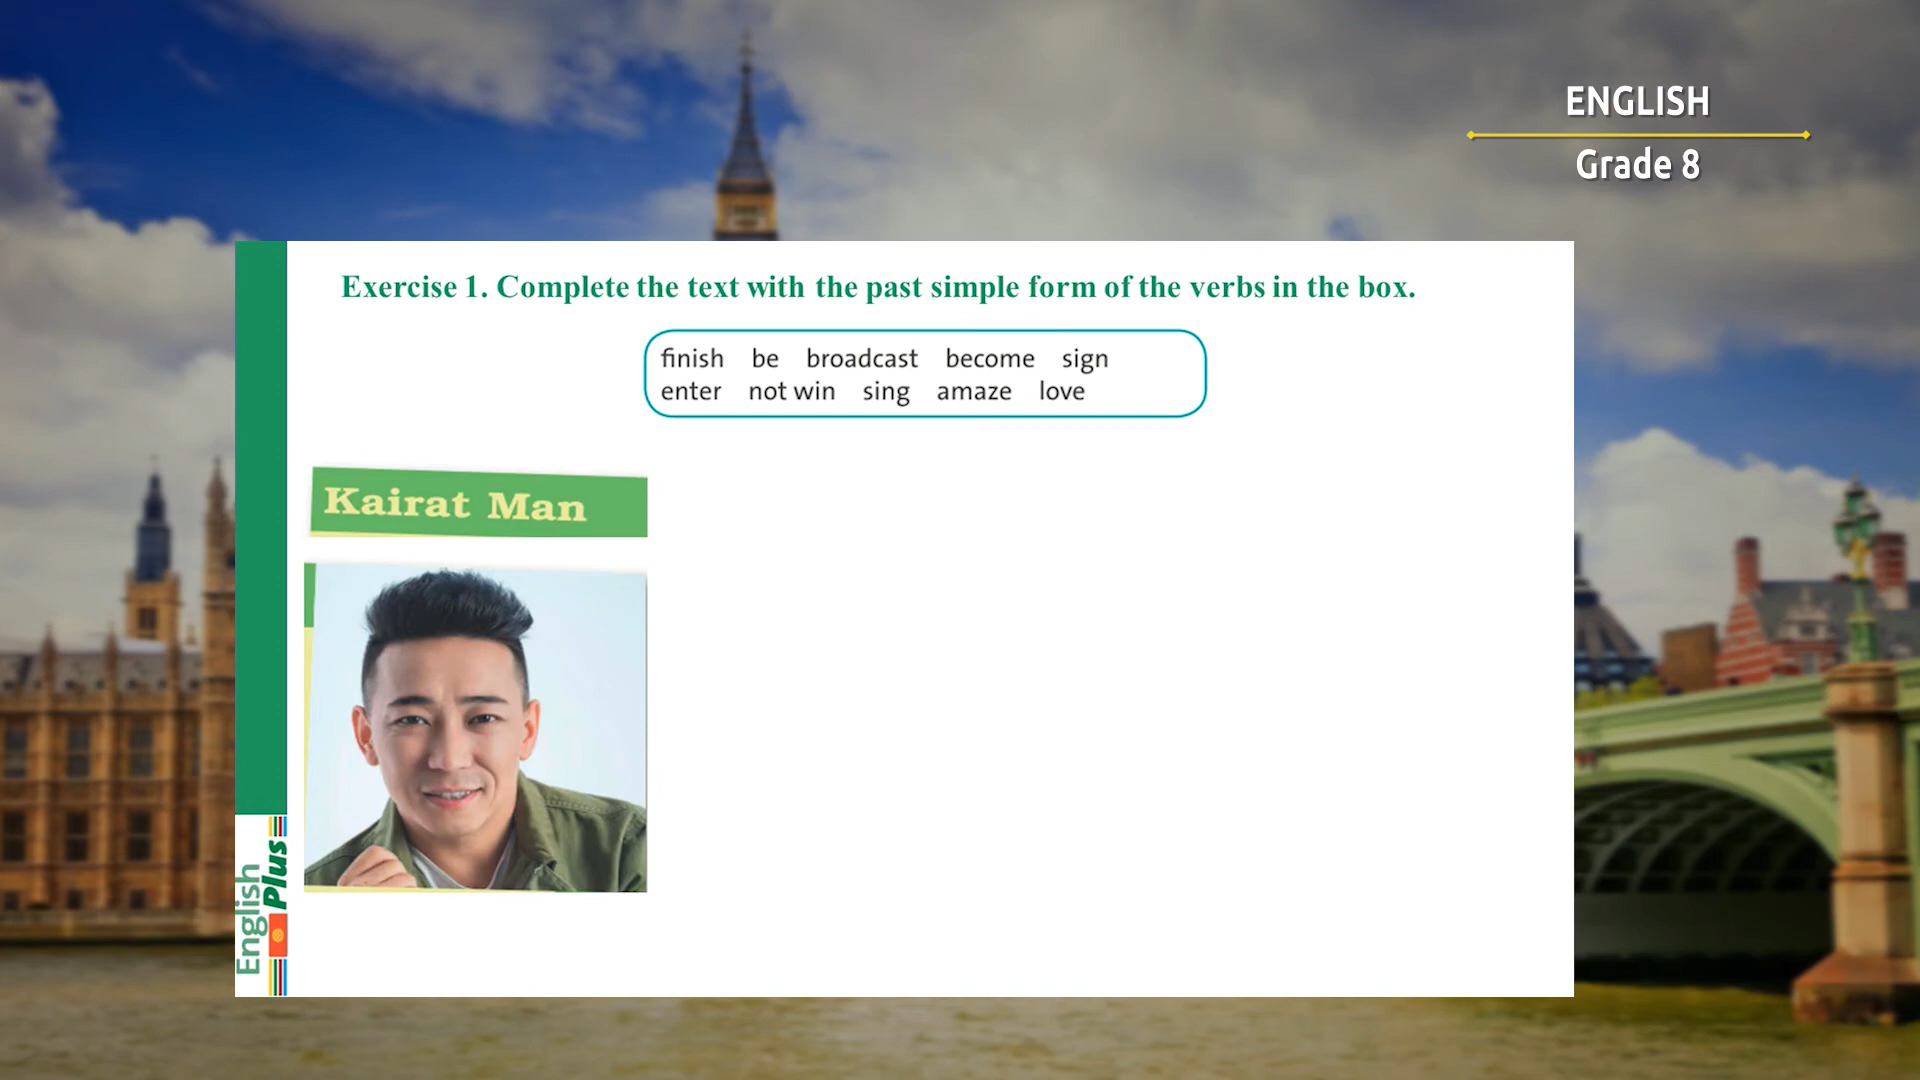 ENGLISH
Grade 8
Exercise 1. Complete the text with the past simple form of the verbs in the box.
finish be broadcast become sign
enter not win sing amaze love
Kairat Man
English
Plus